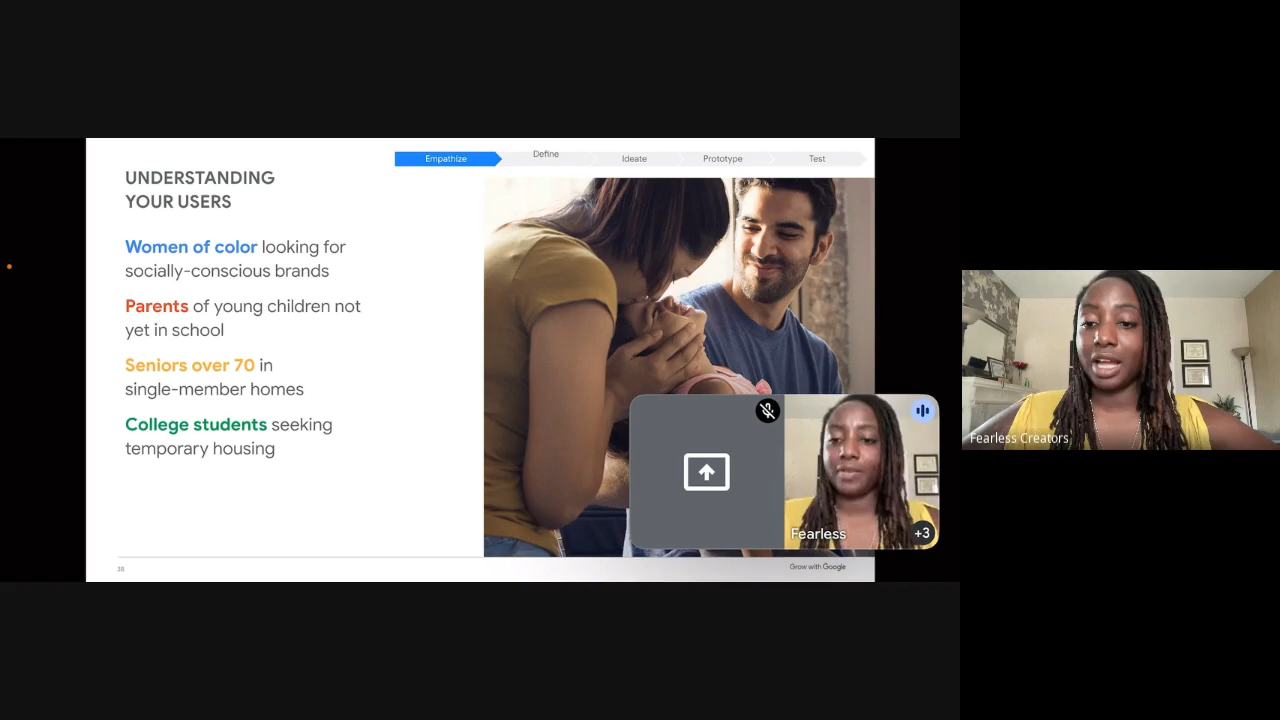 Empathize
Define
Ideate
Prototype
Test
UNDERSTANDING
YOUR USERS
Women of color looking for
socially-conscious brands
Parents of young children not
yet in school
Seniors over 70 in
single-member homes
College students seeking
temporary housing
Fearless
+3
38
Grow with Google
Fearless Creators